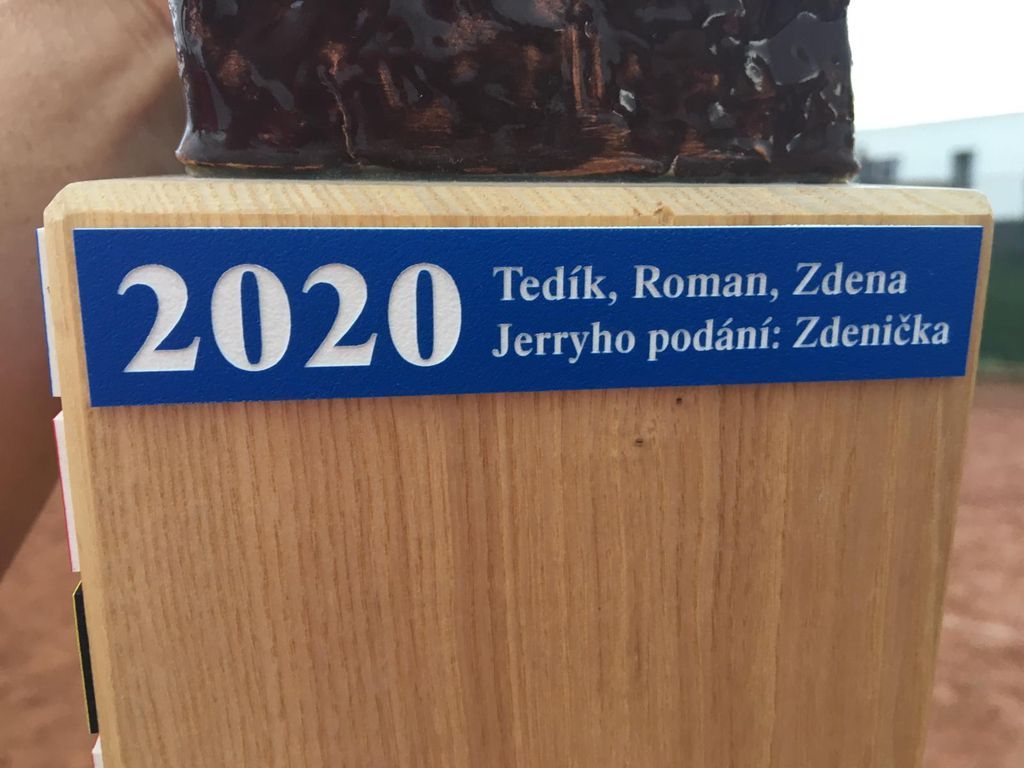 2020
Tedík, Roman, Zdena
Jerryho podání: Zdenička